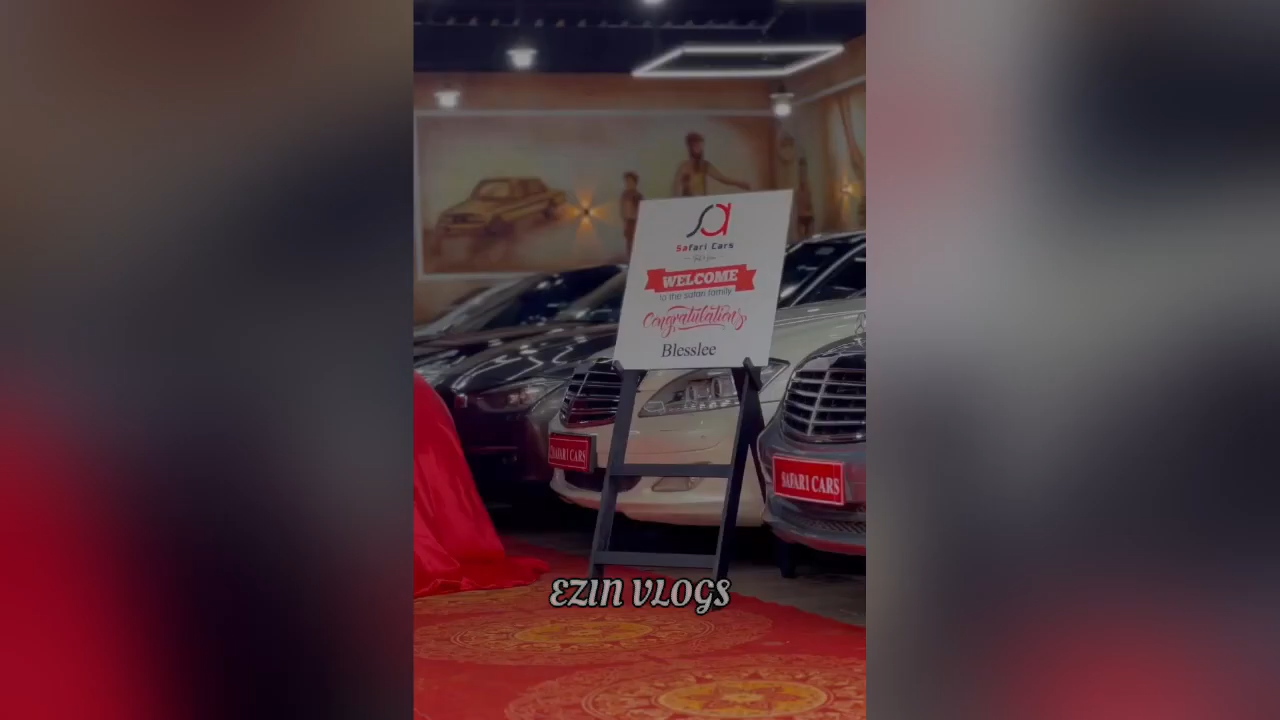 Safari Cars
WELCOME
to the safari family
Congratulations
Blesslee
SAFARI CARS
SAFARI CARS
EZIN VLOGS